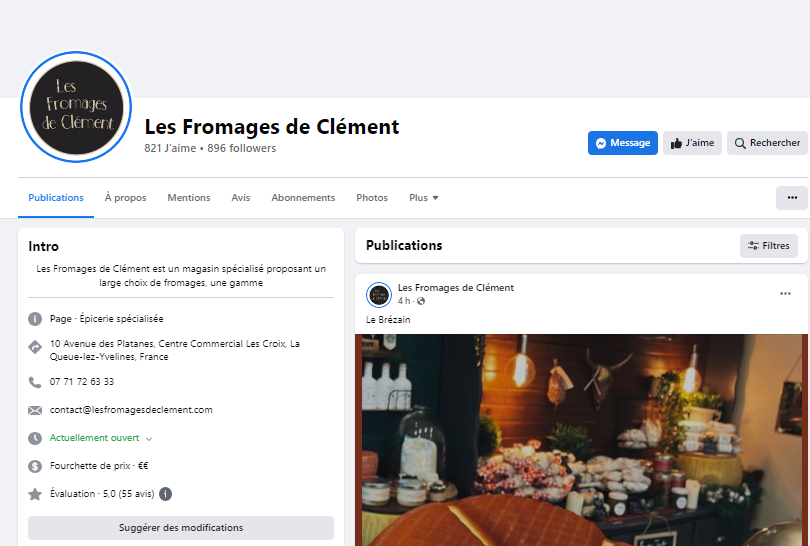 Les
Fromages
de Clément
Les Fromages de Clément
821 J'aime • 896 followers
Message
J'aime
Rechercher
Publications
À propos
Mentions
Avis
Abonnements
Photos
Plus
Intro
Les Fromages de Clément est un magasin spécialisé proposant un
large choix de fromages, une gamme
Page · Épicerie spécialisée
10 Avenue des Platanes, Centre Commercial Les Croix, La
Queue-lez-Yvelines, France
07 71 72 63 33
contact@lesfromagesdeclement.com
Actuellement ouvert
Fourchette de prix · €€
Évaluation · 5,0 (55 avis)
Suggérer des modifications
Publications
Filtres
Les Fromages de Clément
4 h ·
Le Brézain